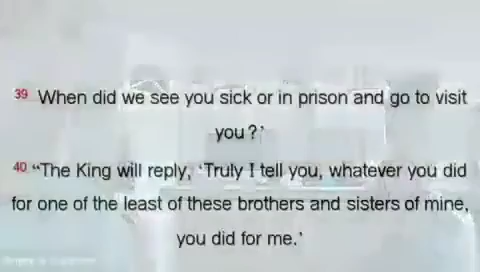 39 When did we see you sick or in prison and go to visit
you?'
40 “The King will reply, ‘Truly I tell you, whatever you did
for one of the least of these brothers and sisters of mine,
you did for me.’